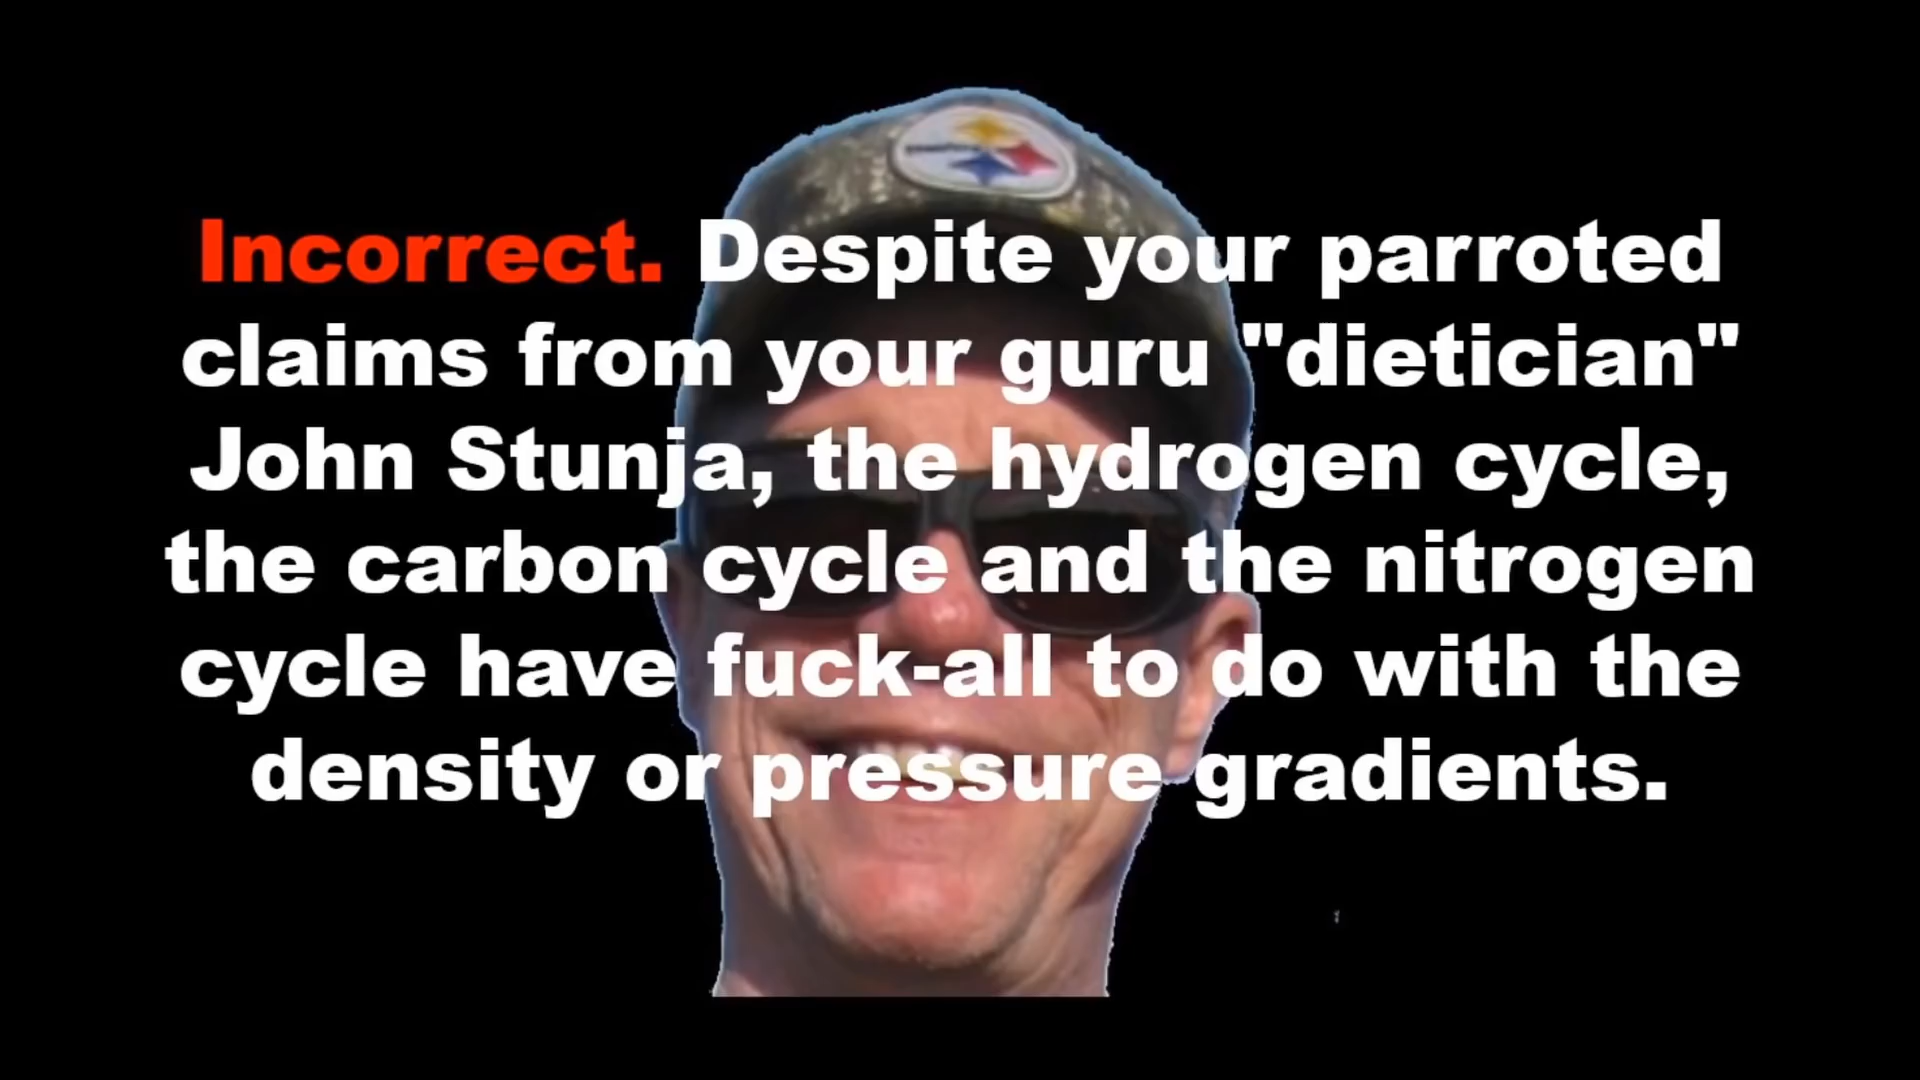 Incorrect. Despite your parroted
claims from your guru "dietician"
John Stunja, the hydrogen cycle,
the carbon cycle and the nitrogen
cycle have fuck-all to do with the
density or pressure gradients.